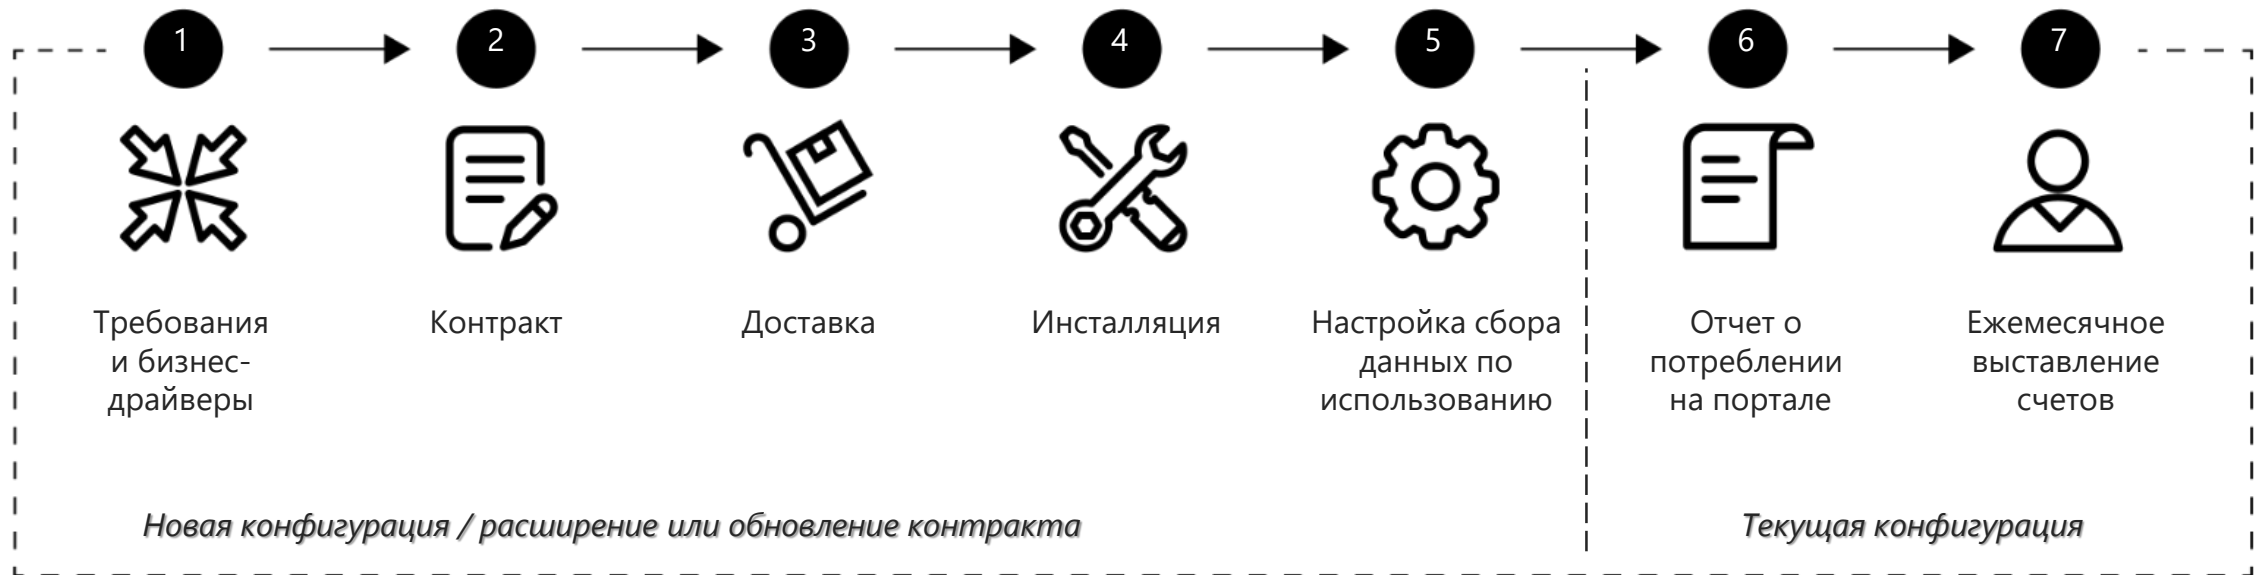 1
2
3
4
5
6
7
Требования
и бизнес-
драйверы
Контракт
Доставка
Инсталляция
Настройка сбора
данных по
использованию
Отчет о
потреблении
на портале
Ежемесячное
выставление
счетов
Новая конфигурация / расширение или обновление контракта
Текущая конфигурация